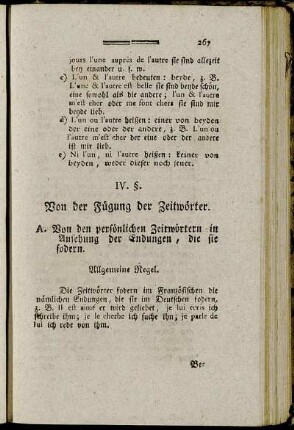 267
jours l'une auprès de l'autre sie sind allezeit
bey einander u. s. w.
c) L'un & l'autre bedeuten: beyde, z. B.
L'une & l'autre est belle sie sind beyde schön,
eine sowohl als die andere; l'un & l'autre
m'est cher oder me sont chers sie sind mir
beyde lieb.
d) L'un ou l'autre heißen: einer von beyden
der eine oder der andere, z. B. L'un ou
l'autre m'est cher der eine oder der andere
ist mir lieb.
e) Ni l'un, ni l'autre heißen: keiner von
beyden, weder dieser noch jener.
IV. §.
Von der Fügung der Zeitwörter.
A. Von den persönlichen Zeitwörtern in
Ansehung der Endungen, die sie
fodern.
Allgemeine Regel.
Die Zeitwörter fodern im Französischen die
nämlichen Endungen, die sie im Deutschen fodern,
z. B. il est aimé er wird geliebet, je lui écris ich
schreibe ihm; je le cherche ich suche ihn; je parle de
lui ich rede von ihm.
Ver